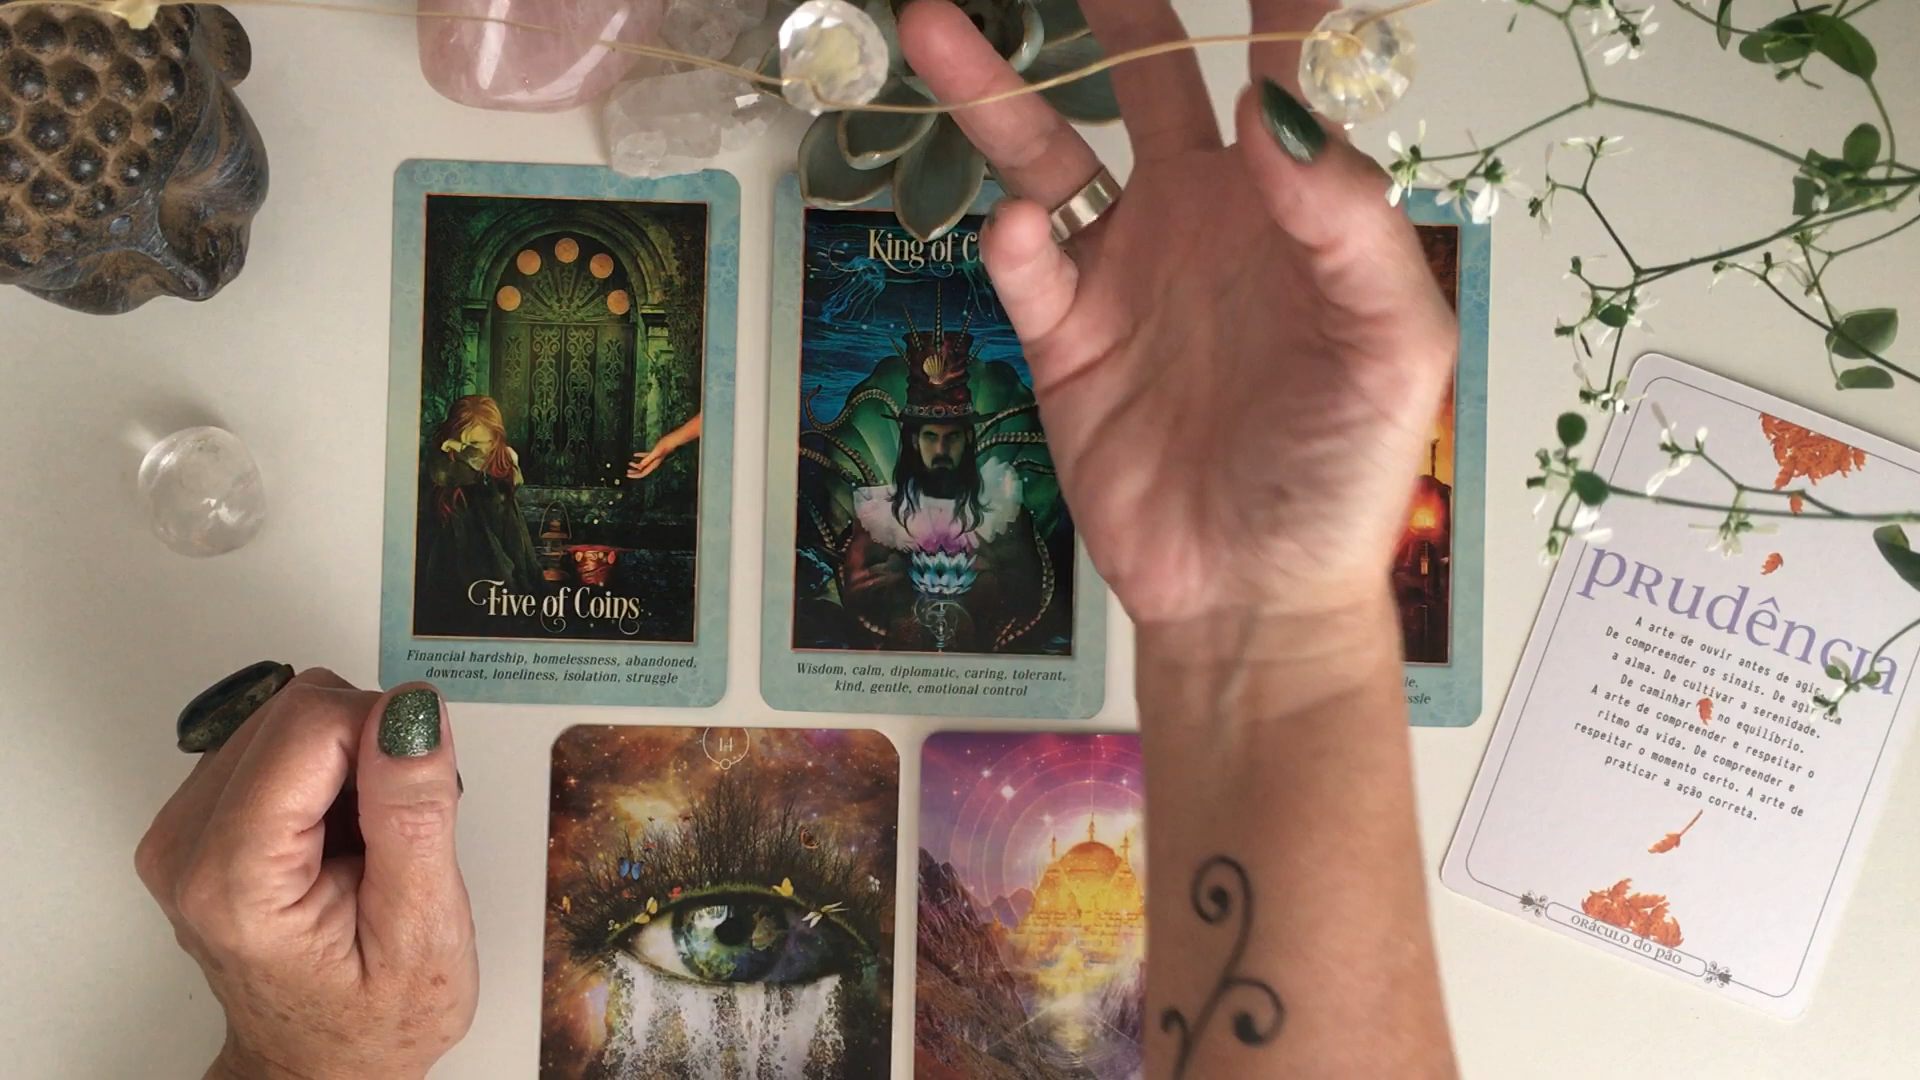 King of C
Five of Coins
Financial hardship, homelessness, abandoned,
downcast, loneliness, isolation, struggle
Wisdom, calm, diplomatic, caring, tolerant,
kind, gentle, emotional control
le,
ssle
14
prudência
A arte de ouvir antes de agir.
De compreender os sinais. De agir com
a alma. De cultivar a serenidade.
De caminhar no equilíbrio.
A arte de compreender e respeitar o
ritmo da vida. De compreender e
respeitar o momento certo. A arte de
praticar a ação correta.
oráculo do pão